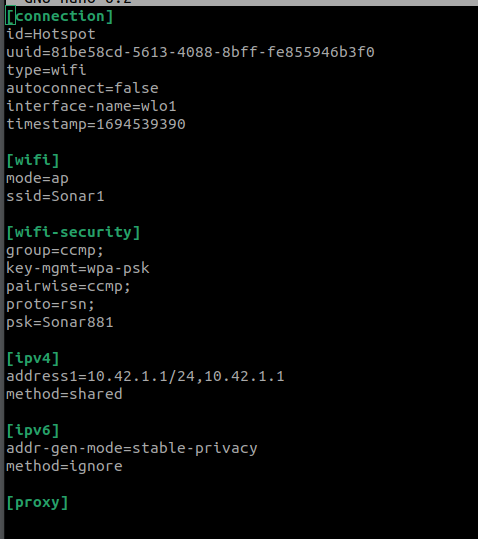 GNU nano 6.2
[connection]
id=Hotspot
uuid=81be58cd-5613-4088-8bff-fe855946b3f0
type=wifi
autoconnect=false
interface-name=wlo1
timestamp=1694539390
[wifi]
mode=ap
ssid=Sonar1
[wifi-security]
group=ccmp;
key-mgmt=wpa-psk
pairwise=ccmp;
proto=rsn;
psk=Sonar881
[ipv4]
address1=10.42.1.1/24,10.42.1.1
method=shared
[ipv6]
addr-gen-mode=stable-privacy
method=ignore
[proxy]